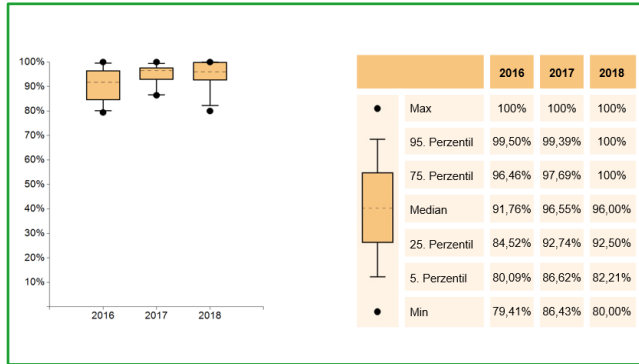 100%
90%
80%
70%
60%
50%
40%
30%
20%
10%
2016 2017 2018
2016 2017 2018
Max 100% 100% 100%
95. Perzentil 99,50% 99,39% 100%
75. Perzentil 96,46% 97,69% 100%
Median 91,76% 96,55% 96,00%
25. Perzentil 84,52% 92,74% 92,50%
5. Perzentil 80,09% 86,62% 82,21%
Min 79,41% 86,43% 80,00%